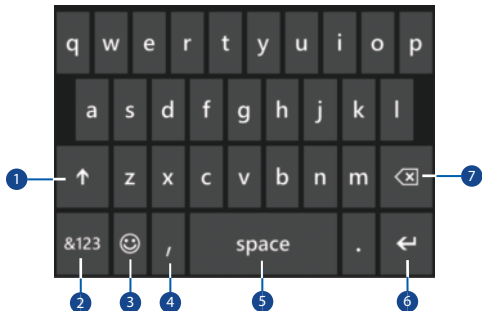 q w e r t y u i o p
a s d f g h j k l
1 z x c v b n m 7
&123 , space .
2 3 4 5 6